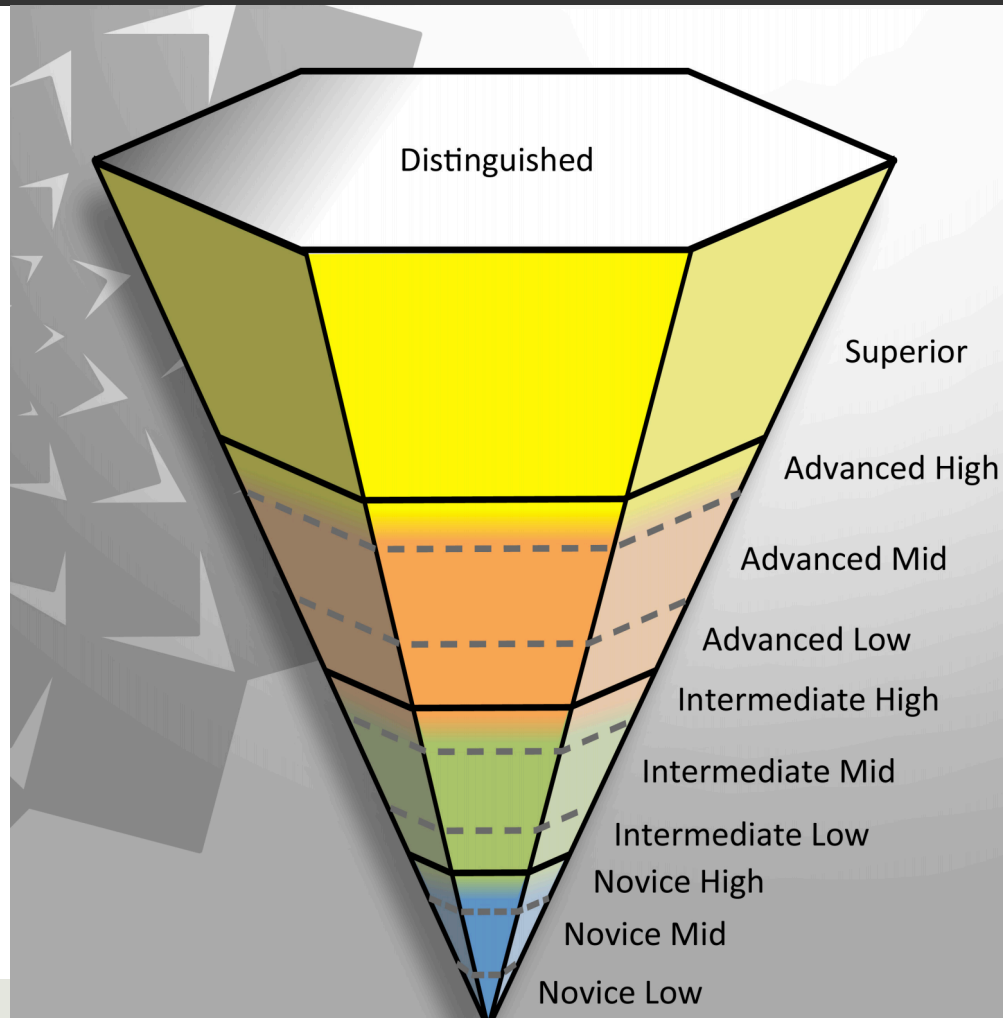 Distinguished
Superior
Advanced High
Advanced Mid
Advanced Low
Intermediate High
Intermediate Mid
Intermediate Low
Novice High
Novice Mid
Novice Low